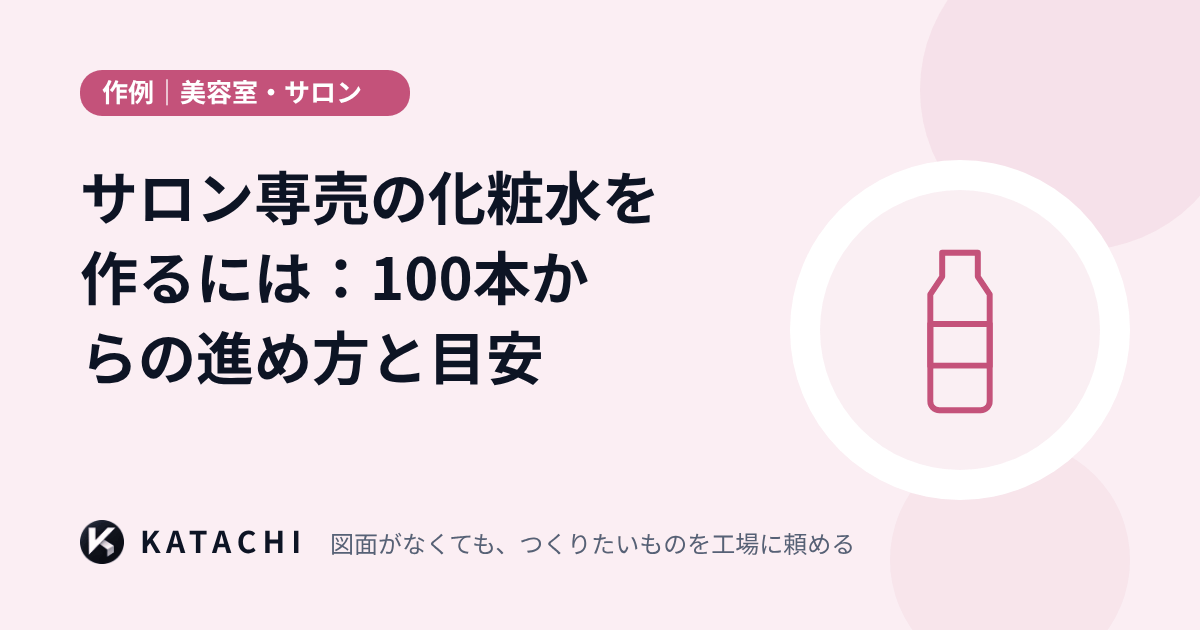 作例｜美容室・サロン
サロン専売の化粧水を
作るには：100本か
らの進め方と目安
KATACHI 図面がなくても、つくりたいものを工場に頼める